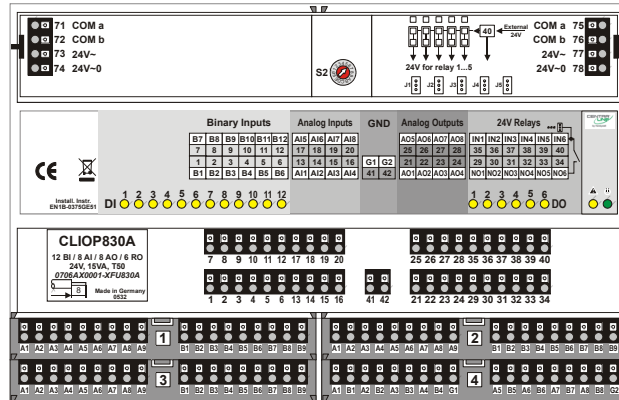 71 COM a
72 COM b
73 24V~
74 24V~0
S2
40
External 24V
24V for relay 1...5
J1 J2 J3 J4 J5
COM a 75
COM b 76
24V~ 77
24V~0 78
Binary Inputs Analog Inputs GND Analog Outputs 24V Relays
B7 B8 B9 B10 B11 B12 AI5 AI6 AI7 AI8 AO5 AO6 AO7 AO8 IN1 IN2 IN3 IN4 IN5 IN6
7 8 9 10 11 12 17 18 19 20 25 26 27 28 35 36 37 38 39 40
1 2 3 4 5 6 13 14 15 16 G1 G2 21 22 23 24 29 30 31 32 33 34
B1 B2 B3 B4 B5 B6 AI1 AI2 AI3 AI4 41 42 AO1 AO2 AO3 AO4 NO1 NO2 NO3 NO4 NO5 NO6
CE
CENTRA LINE
Install. Instr.
EN1B-0375GE51
DI 1 2 3 4 5 6 7 8 9 10 11 12
1 2 3 4 5 6 DO
CLIOP830A
12 BI / 8 AI / 8 AO / 6 RO
24V, 15VA, T50
0706AX0001-XFU830A
8
Made in Germany
0532
7 8 9 10 11 12 17 18 19 20 25 26 27 28 35 36 37 38 39 40
1 2 3 4 5 6 13 14 15 16 41 42 21 22 23 24 29 30 31 32 33 34
A1 A2 A3 A4 A5 A6 A7 A8 A9 1 B1 B2 B3 B4 B5 B6 B7 B8 B9
A1 A2 A3 A4 A5 A6 A7 A8 A9 2 B1 B2 B3 B4 B5 B6 B7 B8 B9
A1 A2 A3 A4 A5 A6 A7 A8 A9 3 B1 B2 B3 B4 B5 B6 B7 B8 B9
A1 A2 A3 A4 B1 B2 B3 B4 G1 4 A5 A6 A7 A8 B5 B6 B7 B8 G2